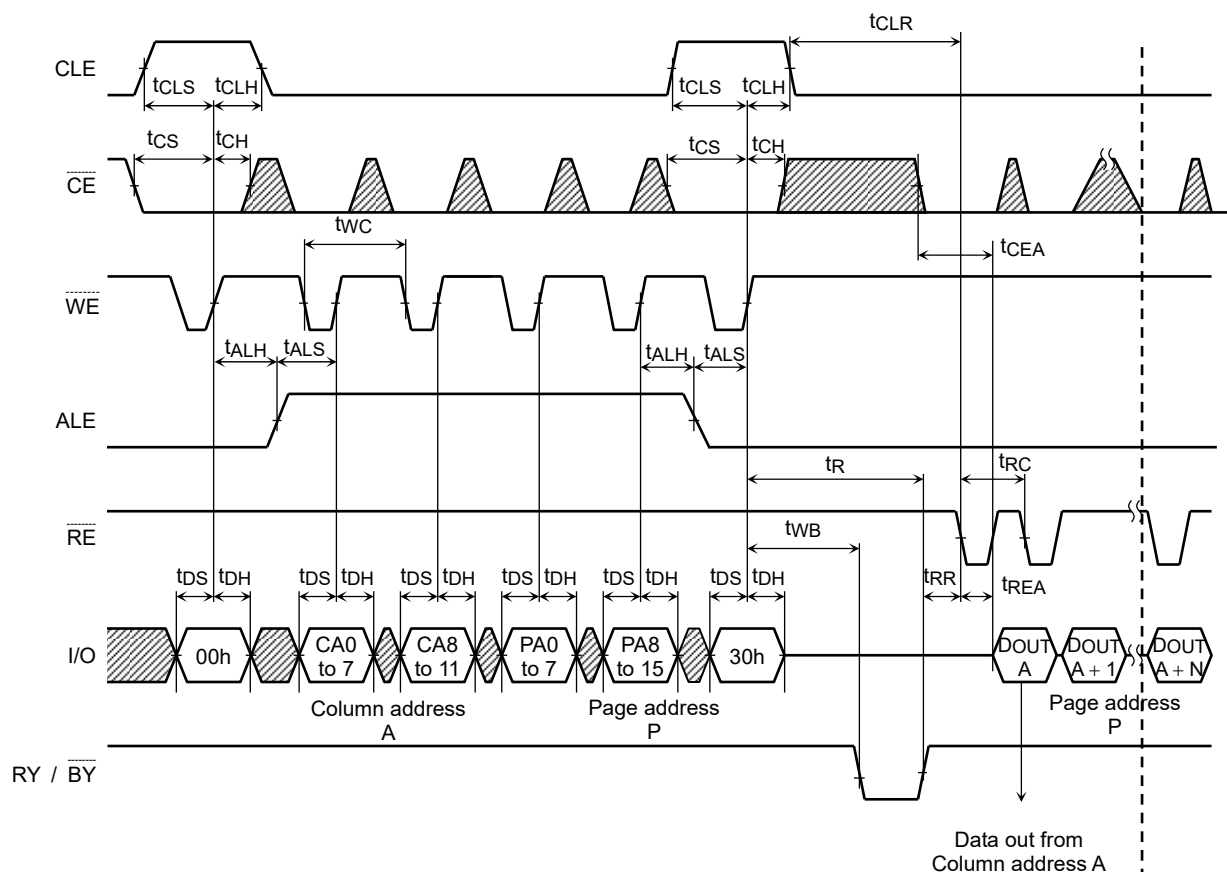 tCLR
CLE
tCLS tCLH tCLS tCLH
tCS tCH tCS tCH
CE
tWC
tCEA
WE
tALH tALS tALH tALS
ALE
tR tRC
RE
tWB
tDS tDH tDS tDH tDS tDH tDS tDH tDS tDH tDS tDH tRR tREA
I/O 00h CA0 to 7 CA8 to 11 PA0 to 7 PA8 to 15 30h DOUT A DOUT A + 1 DOUT A + N
Column address A
Page address P
Page address P
RY / BY
Data out from
Column address A